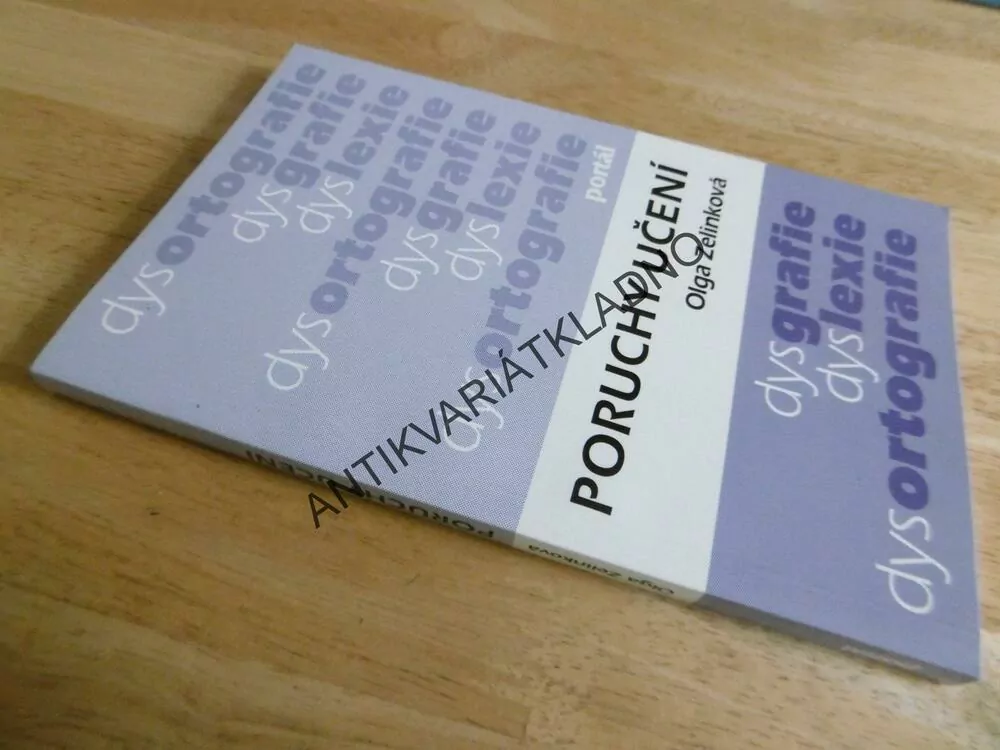 dysortografie
dysgrafie
dyslexie
dysortografie
dysgrafie
dyslexie
dysortografie
portál
PORUCHY UČENÍ
Olga Zelinková
dysgrafie
dyslexie
dysortografie
PORUCHY UČENÍ
Olga Zelinková
ANTIKVARIÁTKLADNO